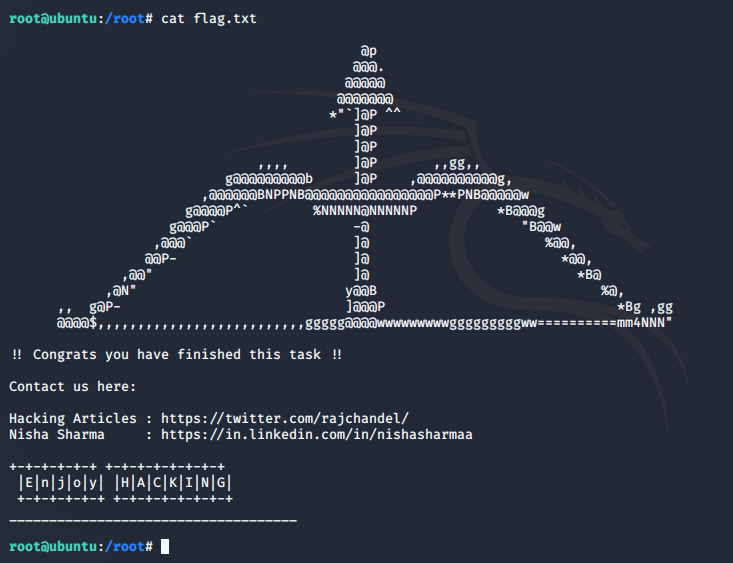 root@ubuntu:/root# cat flag.txt
                                            @p
                                           @@@.
                                          @@@@@
                                         @@@@@@@
                                        *"`]@P ^^
                                           ]@P
                                           ]@P
                               ,,,,        ]@P       ,,gg,,
                           g@@@@@@@@@b     ]@P    ,@@@@@@@@@@g,
                        ,@@@@@@BNPPNB@@@@@@@@@@@@@@@@P**PNB@@@@@w
                      g@@@@P^`        %NNNNN@NNNNNP          *B@@@g
                    g@@@P`                 -@                   "B@@w
                  ,@@@`                    ]@                      %@@,
                 @@P-                      ]@                        *@@,
              ,@@"                         ]@                          *B@
            ,@N"                          y@@B                            %@,
      ,,  g@P-                            ]@@@P                             *Bg ,gg
      @@@@$,,,,,,,,,,,,,,,,,,,,,,,,,,ggggg@@@@wwwwwwwwwgggggggggww==========mm4NNN"
!! Congrats you have finished this task !!
Contact us here:
Hacking Articles : https://twitter.com/rajchandel/
Nisha Sharma     : https://in.linkedin.com/in/nishasharmaa
+-+-+-+-+-+ +-+-+-+-+-+-+-+
 |E|n|j|o|y| |H|A|C|K|I|N|G|
 +-+-+-+-+-+ +-+-+-+-+-+-+-+
____________________________________
root@ubuntu:/root#